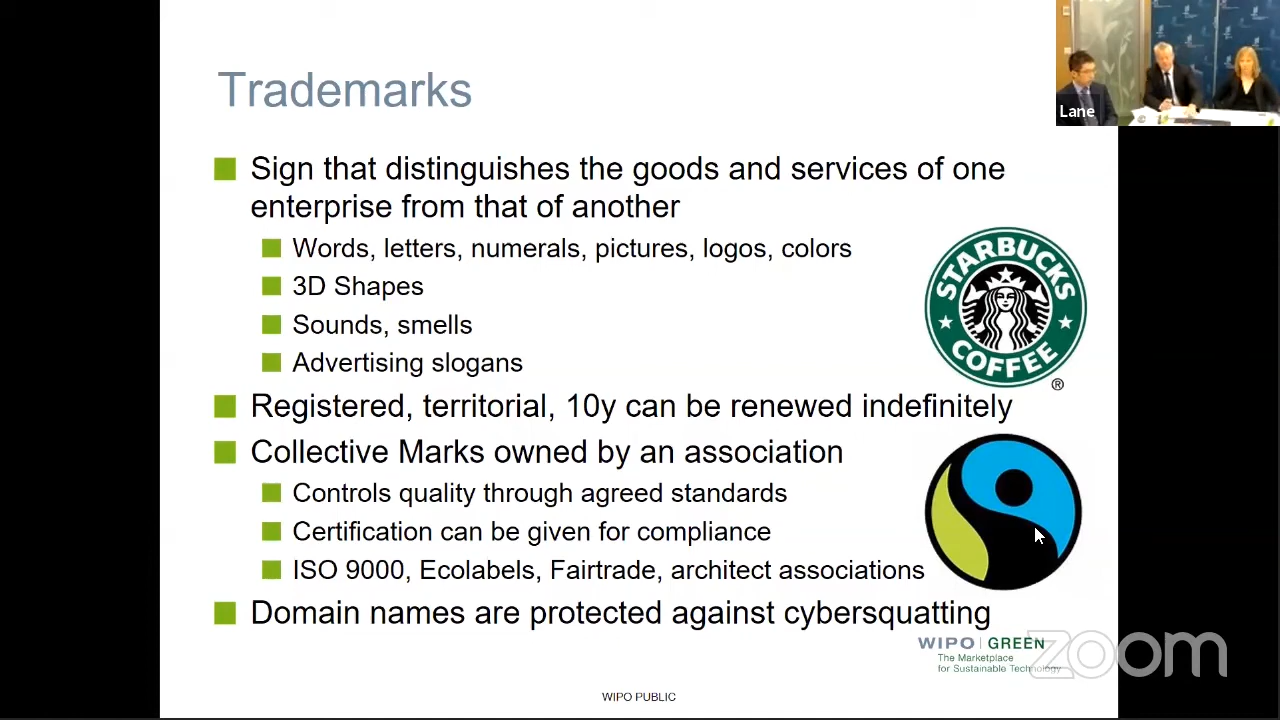 Trademarks
Lane
Sign that distinguishes the goods and services of one
enterprise from that of another
Words, letters, numerals, pictures, logos, colors
3D Shapes
Sounds, smells
Advertising slogans
STARBUCKS
COFFEE
®
Registered, territorial, 10y can be renewed indefinitely
Collective Marks owned by an association
Controls quality through agreed standards
Certification can be given for compliance
ISO 9000, Ecolabels, Fairtrade, architect associations
Domain names are protected against cybersquatting
WIPO | GREEN
The Marketplace
for Sustainable Technology
zoom
WIPO PUBLIC